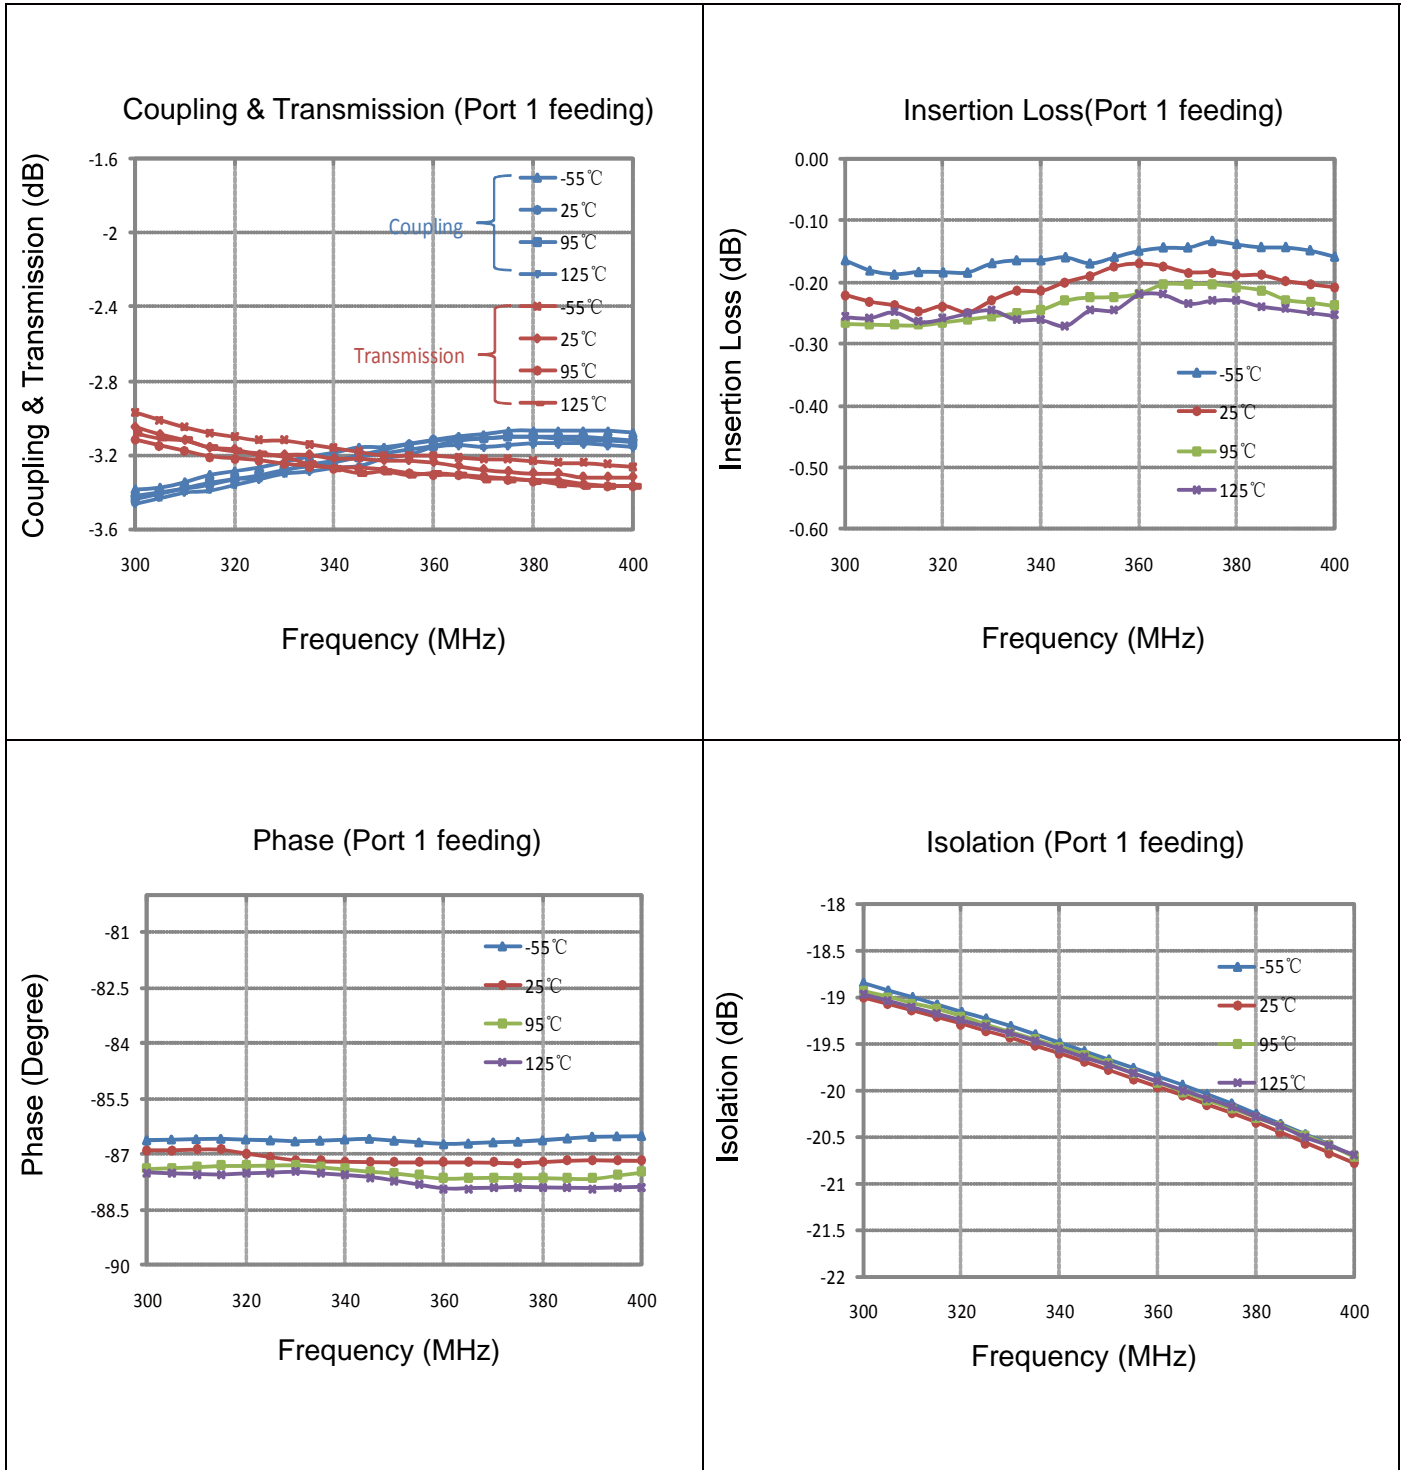 Coupling & Transmission (Port 1 feeding)
Coupling & Transmission (dB)
-1.6
-2
-2.4
-2.8
-3.2
-3.6
Coupling
-55℃
25℃
95℃
125℃
Transmission
-55℃
25℃
95℃
125℃
300 320 340 360 380 400
Frequency (MHz)
Insertion Loss(Port 1 feeding)
Insertion Loss (dB)
0.00
-0.10
-0.20
-0.30
-0.40
-0.50
-0.60
-55℃
25℃
95℃
125℃
300 320 340 360 380 400
Frequency (MHz)
Phase (Port 1 feeding)
Phase (Degree)
-81
-82.5
-84
-85.5
-87
-88.5
-90
-55℃
25℃
95℃
125℃
300 320 340 360 380 400
Frequency (MHz)
Isolation (Port 1 feeding)
Isolation (dB)
-18
-18.5
-19
-19.5
-20
-20.5
-21
-21.5
-22
-55℃
25℃
95℃
125℃
300 320 340 360 380 400
Frequency (MHz)